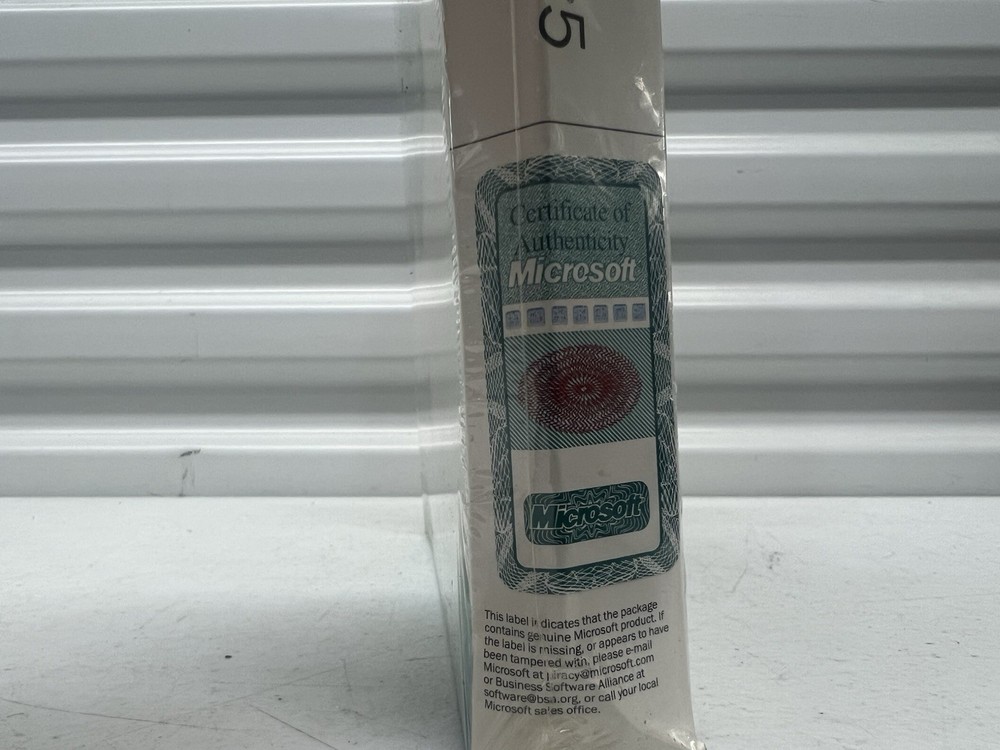 5
Certificate of
Authenticity
Microsoft
Microsoft
This label indicates that the package
contains genuine Microsoft product. If
the label is missing, or appears to have
been tampered with, please e-mail
Microsoft at piracy@microsoft.com
or Business Software Alliance at
software@bsa.org, or call your local
Microsoft sales office.